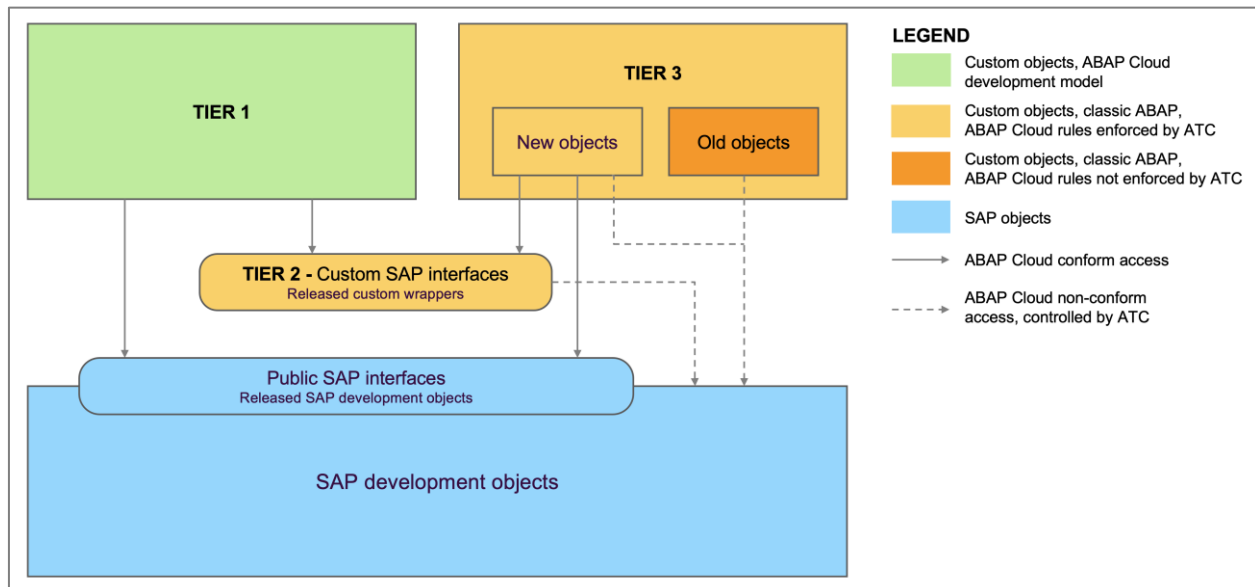 TIER 1
TIER 3
New objects
Old objects
TIER 2 - Custom SAP interfaces
Released custom wrappers
Public SAP interfaces
Released SAP development objects
SAP development objects
LEGEND
Custom objects, ABAP Cloud
development model
Custom objects, classic ABAP,
ABAP Cloud rules enforced by ATC
Custom objects, classic ABAP,
ABAP Cloud rules not enforced by ATC
SAP objects
ABAP Cloud conform access
ABAP Cloud non-conform
access, controlled by ATC